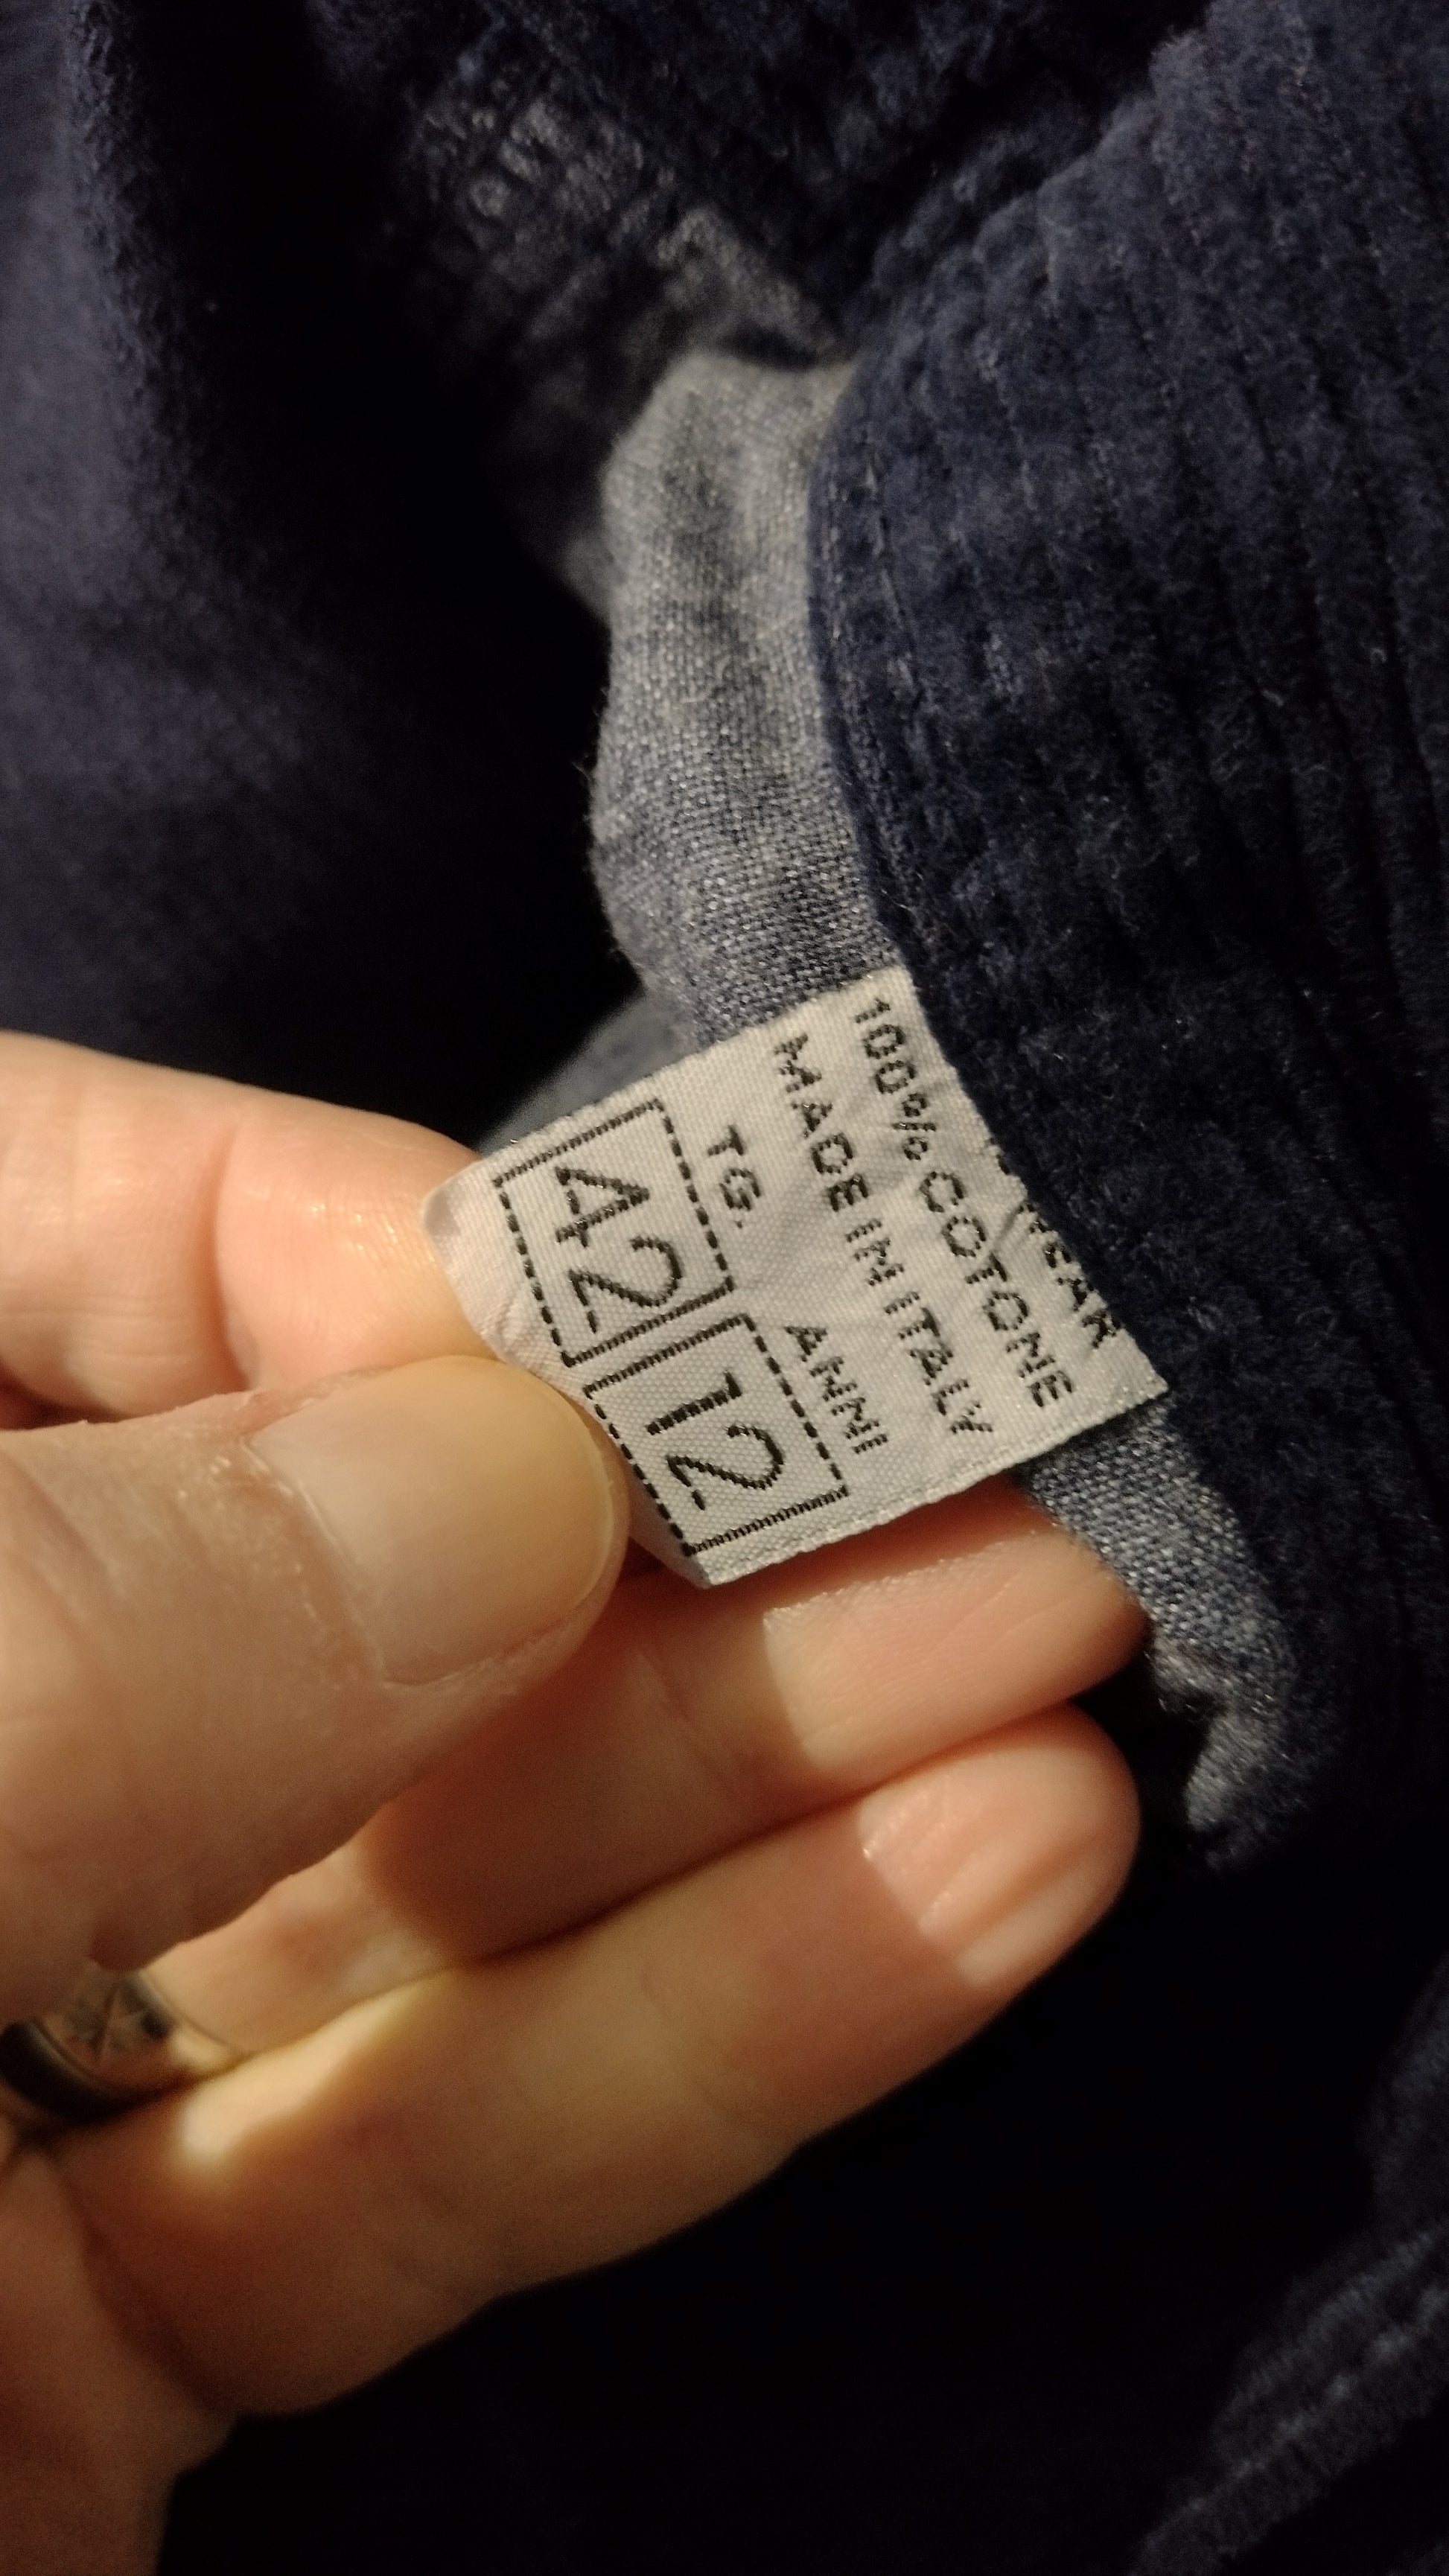 100% COTONE
MADE IN ITALY
TG. ANNI
42 12